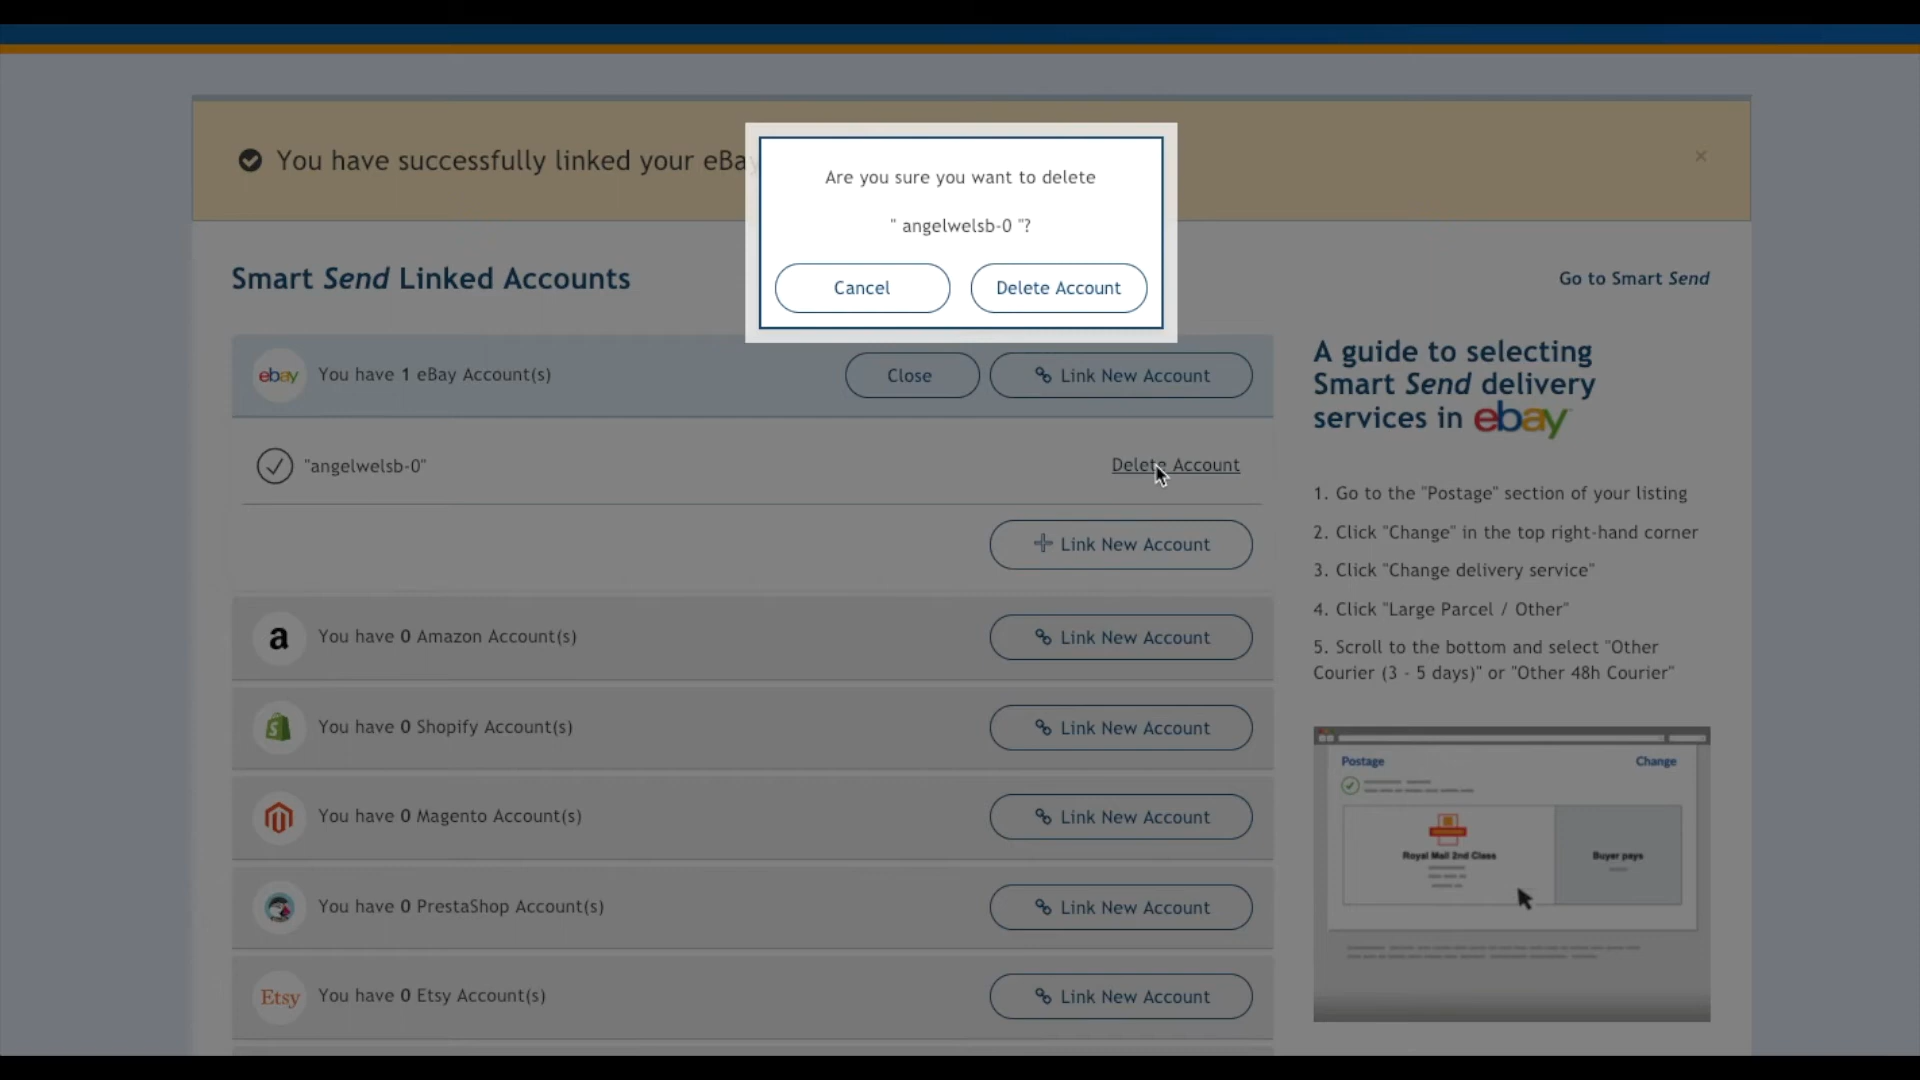 You have successfully linked your eBay
×
Are you sure you want to delete
" angelwelsb-0 "?
Cancel
Delete Account
Smart Send Linked Accounts
Go to Smart Send
ebay
You have 1 eBay Account(s)
Close
Link New Account
"angelwelsb-0"
Delete Account
Link New Account
a
You have 0 Amazon Account(s)
Link New Account
S
You have 0 Shopify Account(s)
Link New Account
You have 0 Magento Account(s)
Link New Account
You have 0 PrestaShop Account(s)
Link New Account
Etsy
You have 0 Etsy Account(s)
Link New Account
A guide to selecting
Smart Send delivery
services in ebay
1. Go to the "Postage" section of your listing
2. Click "Change" in the top right-hand corner
3. Click "Change delivery service"
4. Click "Large Parcel / Other"
5. Scroll to the bottom and select "Other
Courier (3 - 5 days)" or "Other 48h Courier"
Postage
Change
Royal Mail 2nd Class
Buyer pays